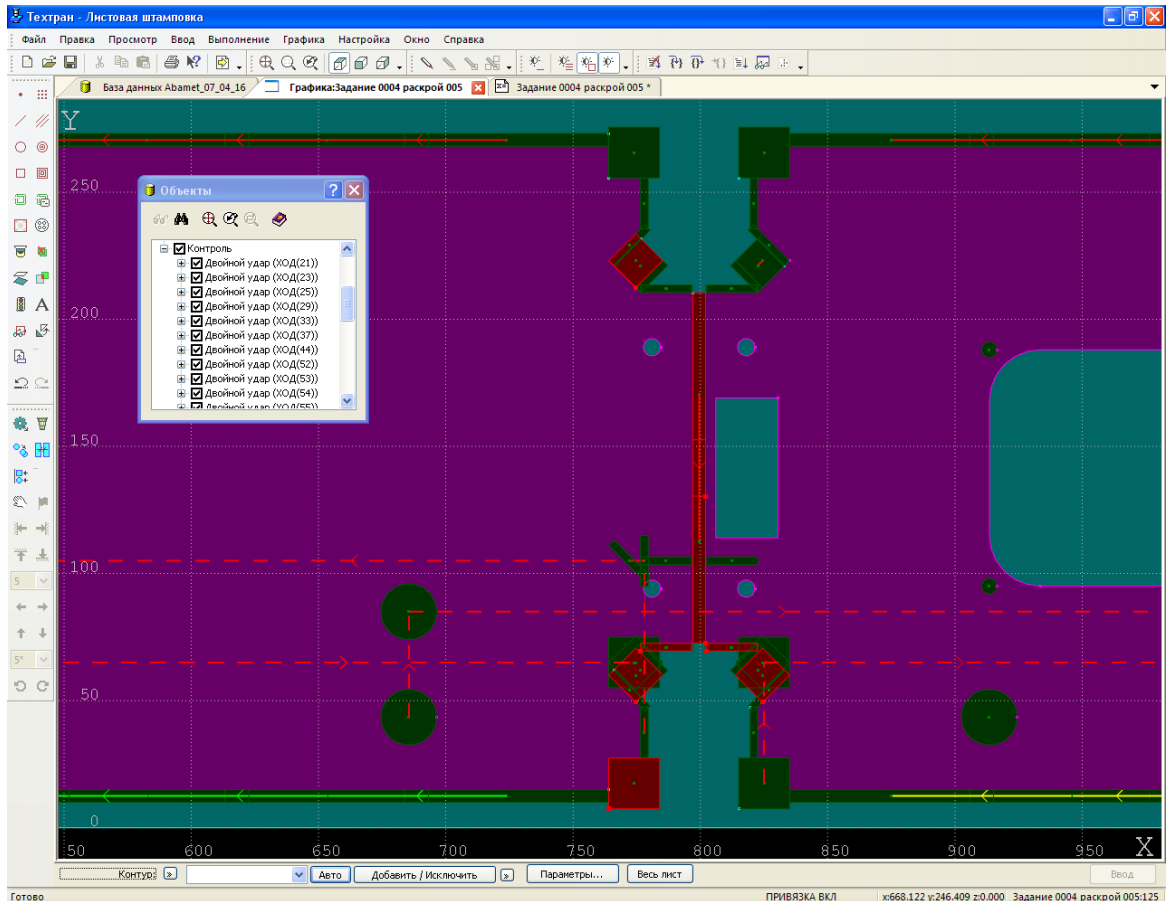 Техтран - Листовая штамповка
Файл Правка Просмотр Ввод Выполнение Графика Настройка Окно Справка
База данных Abamet_07_04_16 Графика:Задание 0004 раскрой 005 Задание 0004 раскрой 005 *
Y
250
Объекты
Контроль
Двойной удар (ХОД(21))
Двойной удар (ХОД(23))
Двойной удар (ХОД(25))
Двойной удар (ХОД(29))
Двойной удар (ХОД(33))
Двойной удар (ХОД(37))
Двойной удар (ХОД(44))
Двойной удар (ХОД(52))
Двойной удар (ХОД(53))
Двойной удар (ХОД(54))
Двойной удар (ХОД(55))
200
150
100
50
0
50 600 650 700 750 800 850 900 950 X
A
S
5°
Контур: Авто Добавить / Исключить Параметры... Весь лист Ввод
Готово ПРИВЯЗКА ВКЛ x:668.122 y:246.409 z:0.000 Задание 0004 раскрой 005:125